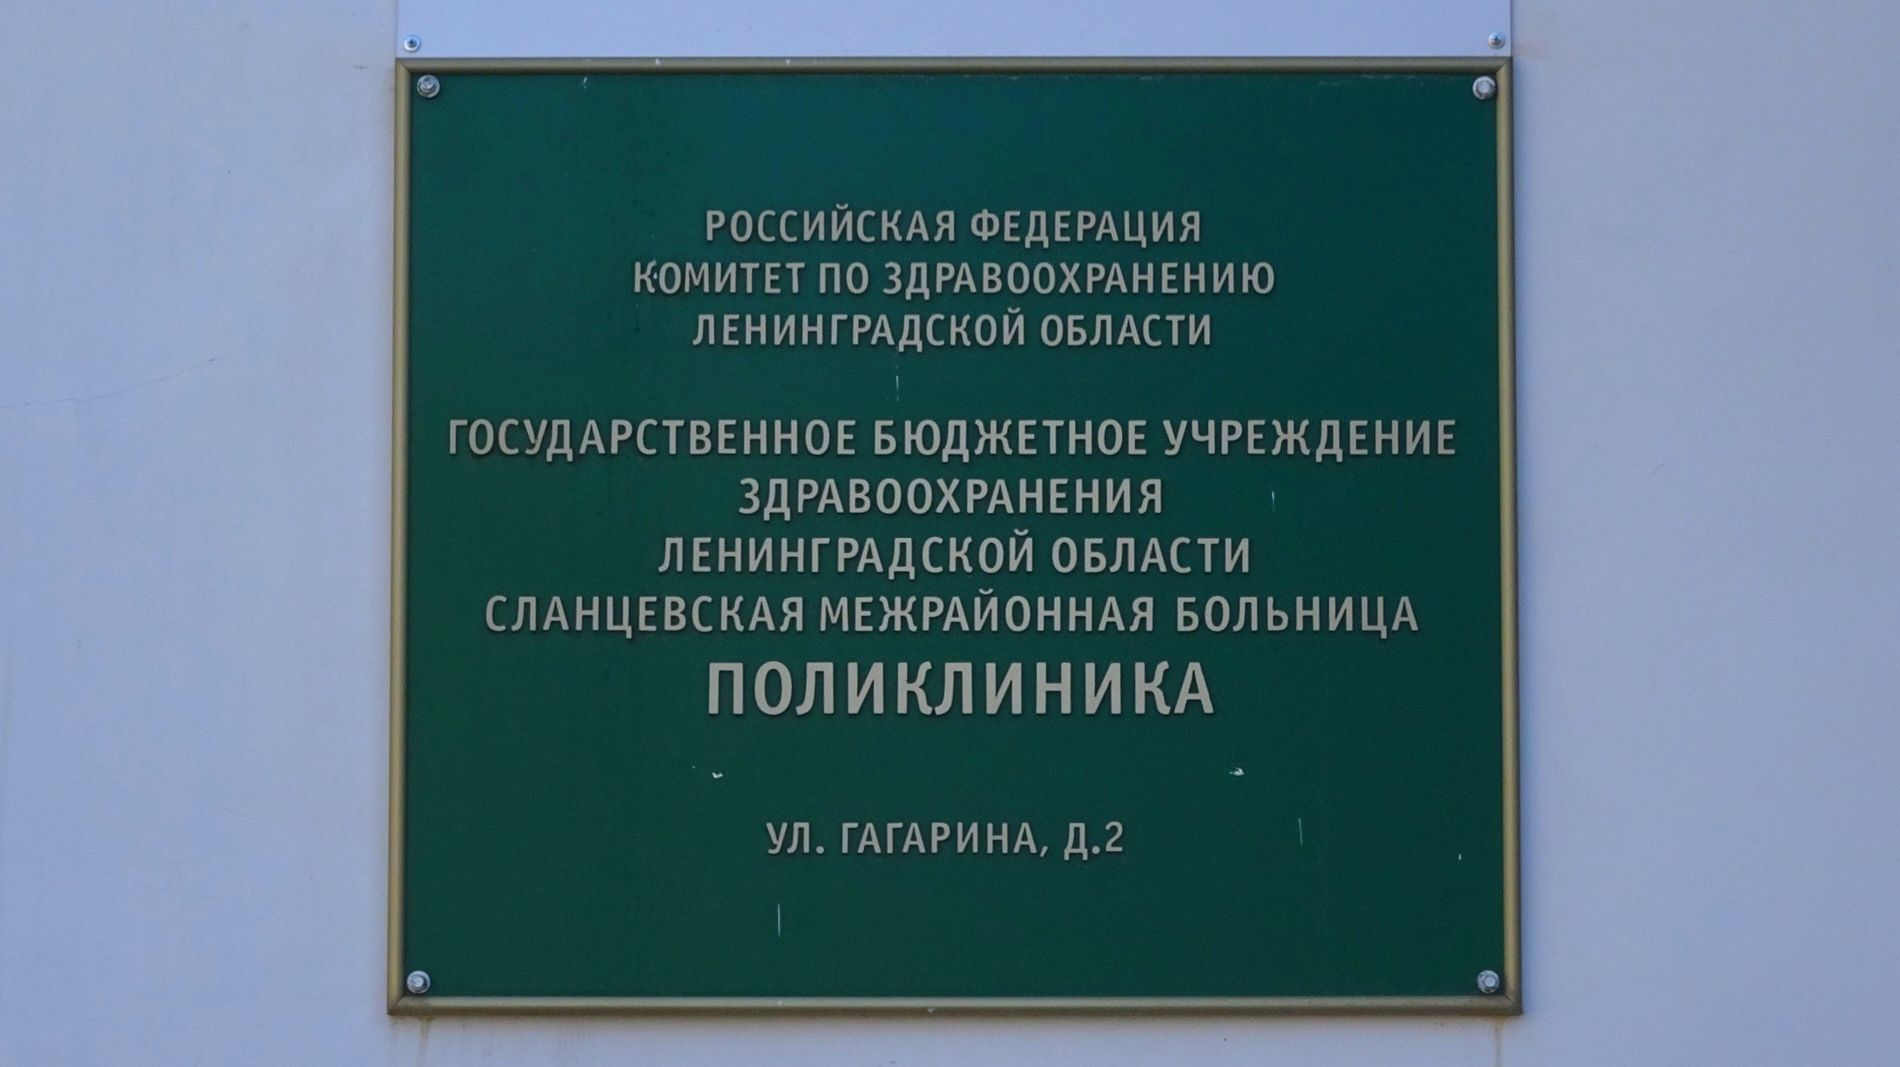 РОССИЙСКАЯ ФЕДЕРАЦИЯ
КОМИТЕТ ПО ЗДРАВООХРАНЕНИЮ
ЛЕНИНГРАДСКОЙ ОБЛАСТИ
ГОСУДАРСТВЕННОЕ БЮДЖЕТНОЕ УЧРЕЖДЕНИЕ
ЗДРАВООХРАНЕНИЯ
ЛЕНИНГРАДСКОЙ ОБЛАСТИ
СЛАНЦЕВСКАЯ МЕЖРАЙОННАЯ БОЛЬНИЦА
ПОЛИКЛИНИКА
УЛ. ГАГАРИНА, Д.2